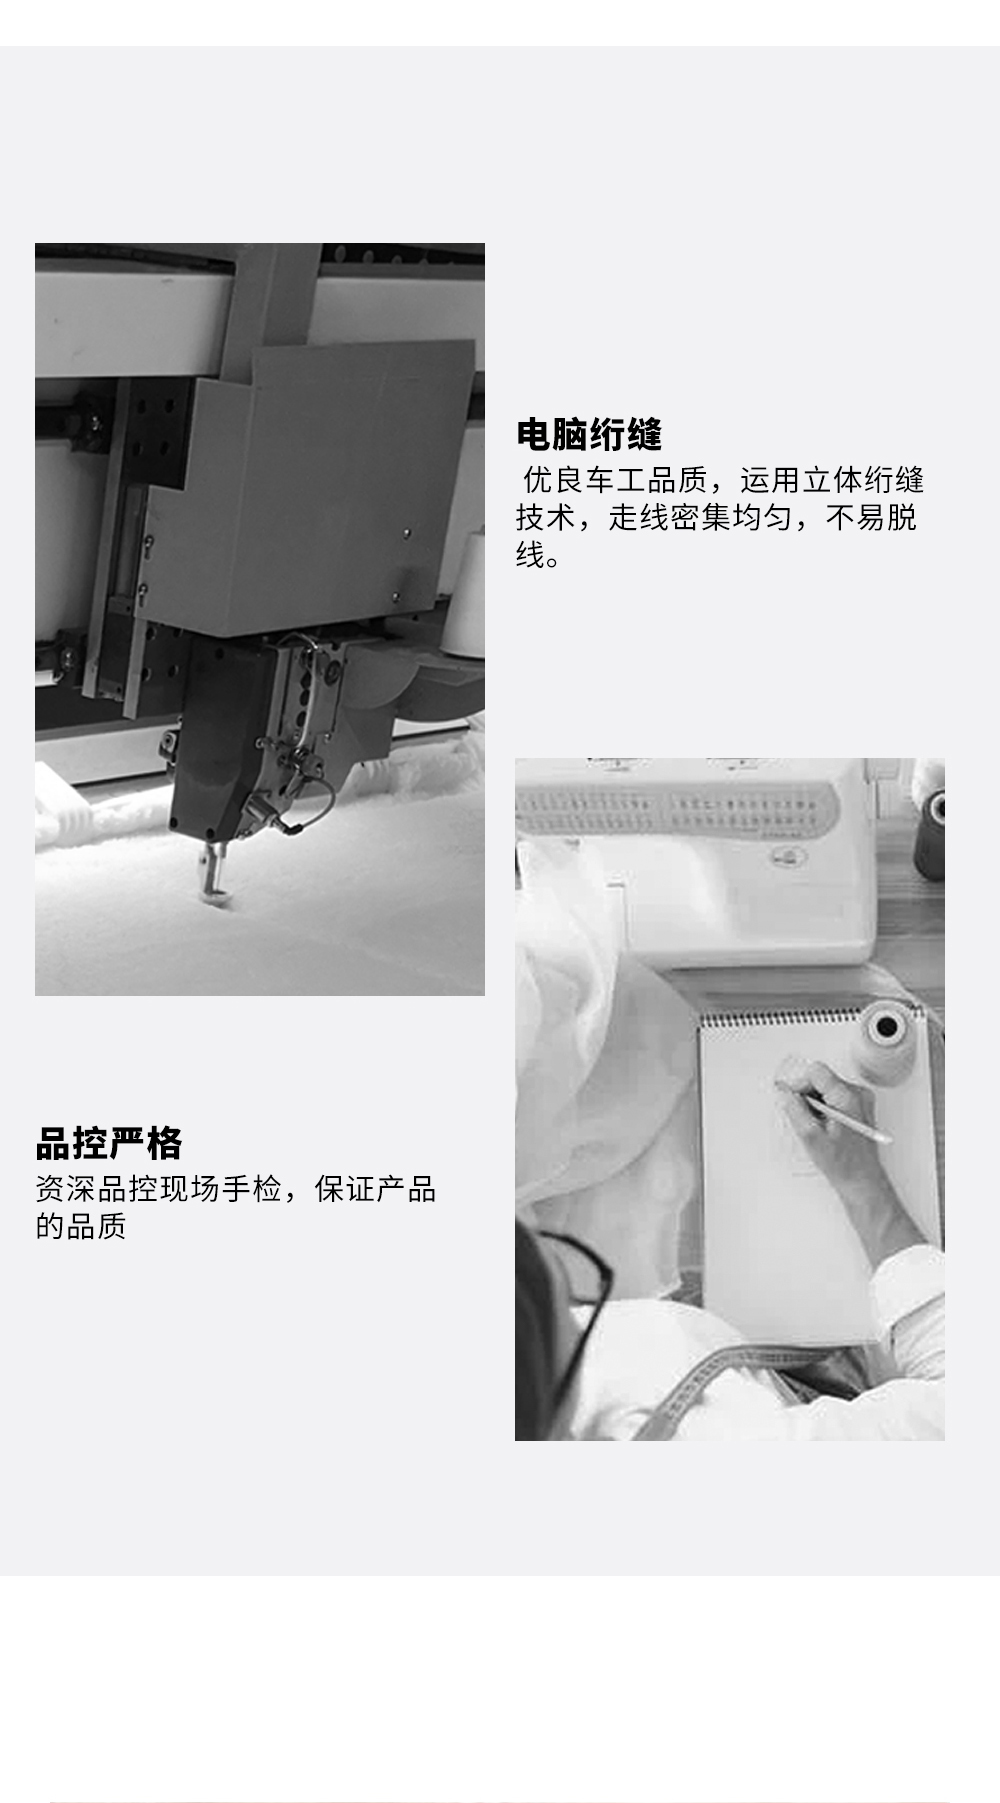 电脑绗缝
优良车工品质，运用立体绗缝
技术，走线密集均匀，不易脱
线。
品控严格
资深品控现场手检，保证产品
的品质